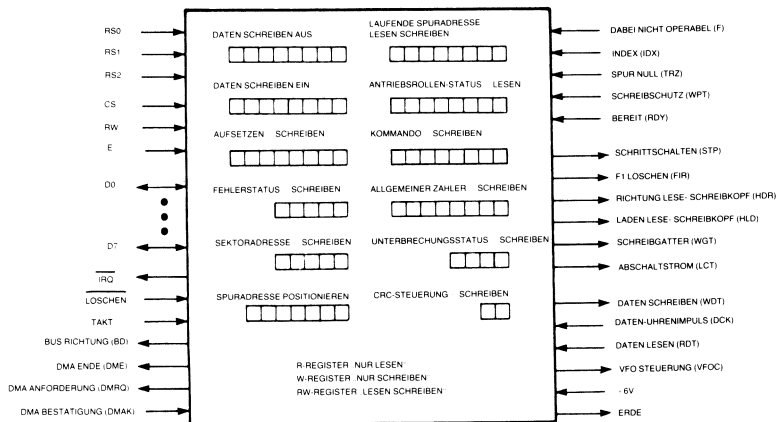 RS0
RS1
RS2
CS
RW
E
D0
D7
IRQ
LOSCHEN
TAKT
BUS RICHTUNG (BD)
DMA ENDE (DME)
DMA ANFORDERUNG (DMRQ)
DMA BESTATIGUNG (DMAK)
DATEN SCHREIBEN AUS
LAUFENDE SPURADRESSE
LESEN SCHREIBEN
DATEN SCHREIBEN EIN
ANTRIEBSROLLEN-STATUS LESEN
AUFSETZEN SCHREIBEN
KOMMANDO SCHREIBEN
FEHLERSTATUS SCHREIBEN
ALLGEMEINER ZAHLER SCHREIBEN
SEKTORADRESSE SCHREIBEN
UNTERBRECHUNGSSTATUS SCHREIBEN
SPURADRESSE POSITIONIEREN
CRC-STEUERUNG SCHREIBEN
R-REGISTER NUR LESEN
W-REGISTER NUR SCHREIBEN
RW-REGISTER LESEN SCHREIBEN
DABEI NICHT OPERABEL (F)
INDEX (IDX)
SPUR NULL (TRZ)
SCHREIBSCHUTZ (WPT)
BEREIT (RDY)
SCHRITTSCHALTEN (STP)
F1 LOSCHEN (FIR)
RICHTUNG LESE- SCHREIBKOPF (HDR)
LADEN LESE- SCHREIBKOPF (HLD)
SCHREIBGATTER (WGT)
ABSCHALTSTROM (LCT)
DATEN SCHREIBEN (WDT)
DATEN-UHRENIMPULS (DCK)
DATEN LESEN (RDT)
VFO STEUERUNG (VFOC)
- 6V
ERDE